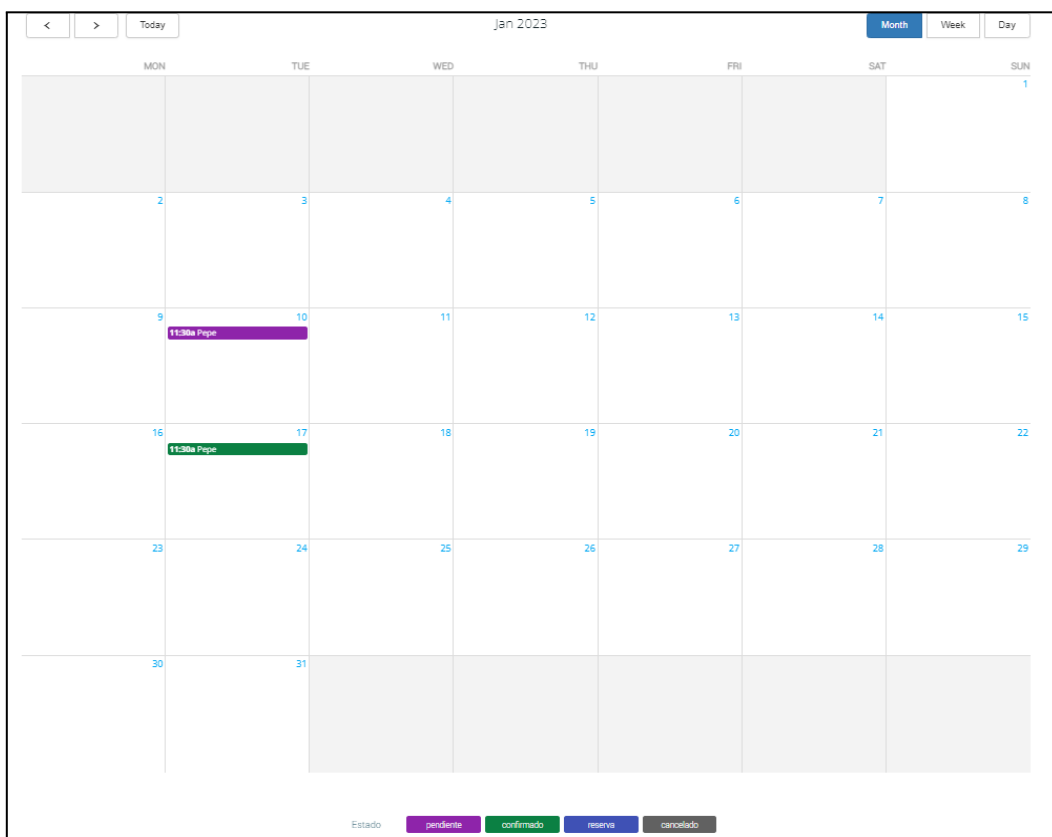 < > Today Jan 2023 Month Week Day
MON TUE WED THU FRI SAT SUN
1
2 3 4 5 6 7 8
9 10 11 12 13 14 15
11:30a Pepe
16 17 18 19 20 21 22
11:30a Pepe
23 24 25 26 27 28 29
30 31
Estado pendiente confirmado reserva cancelado